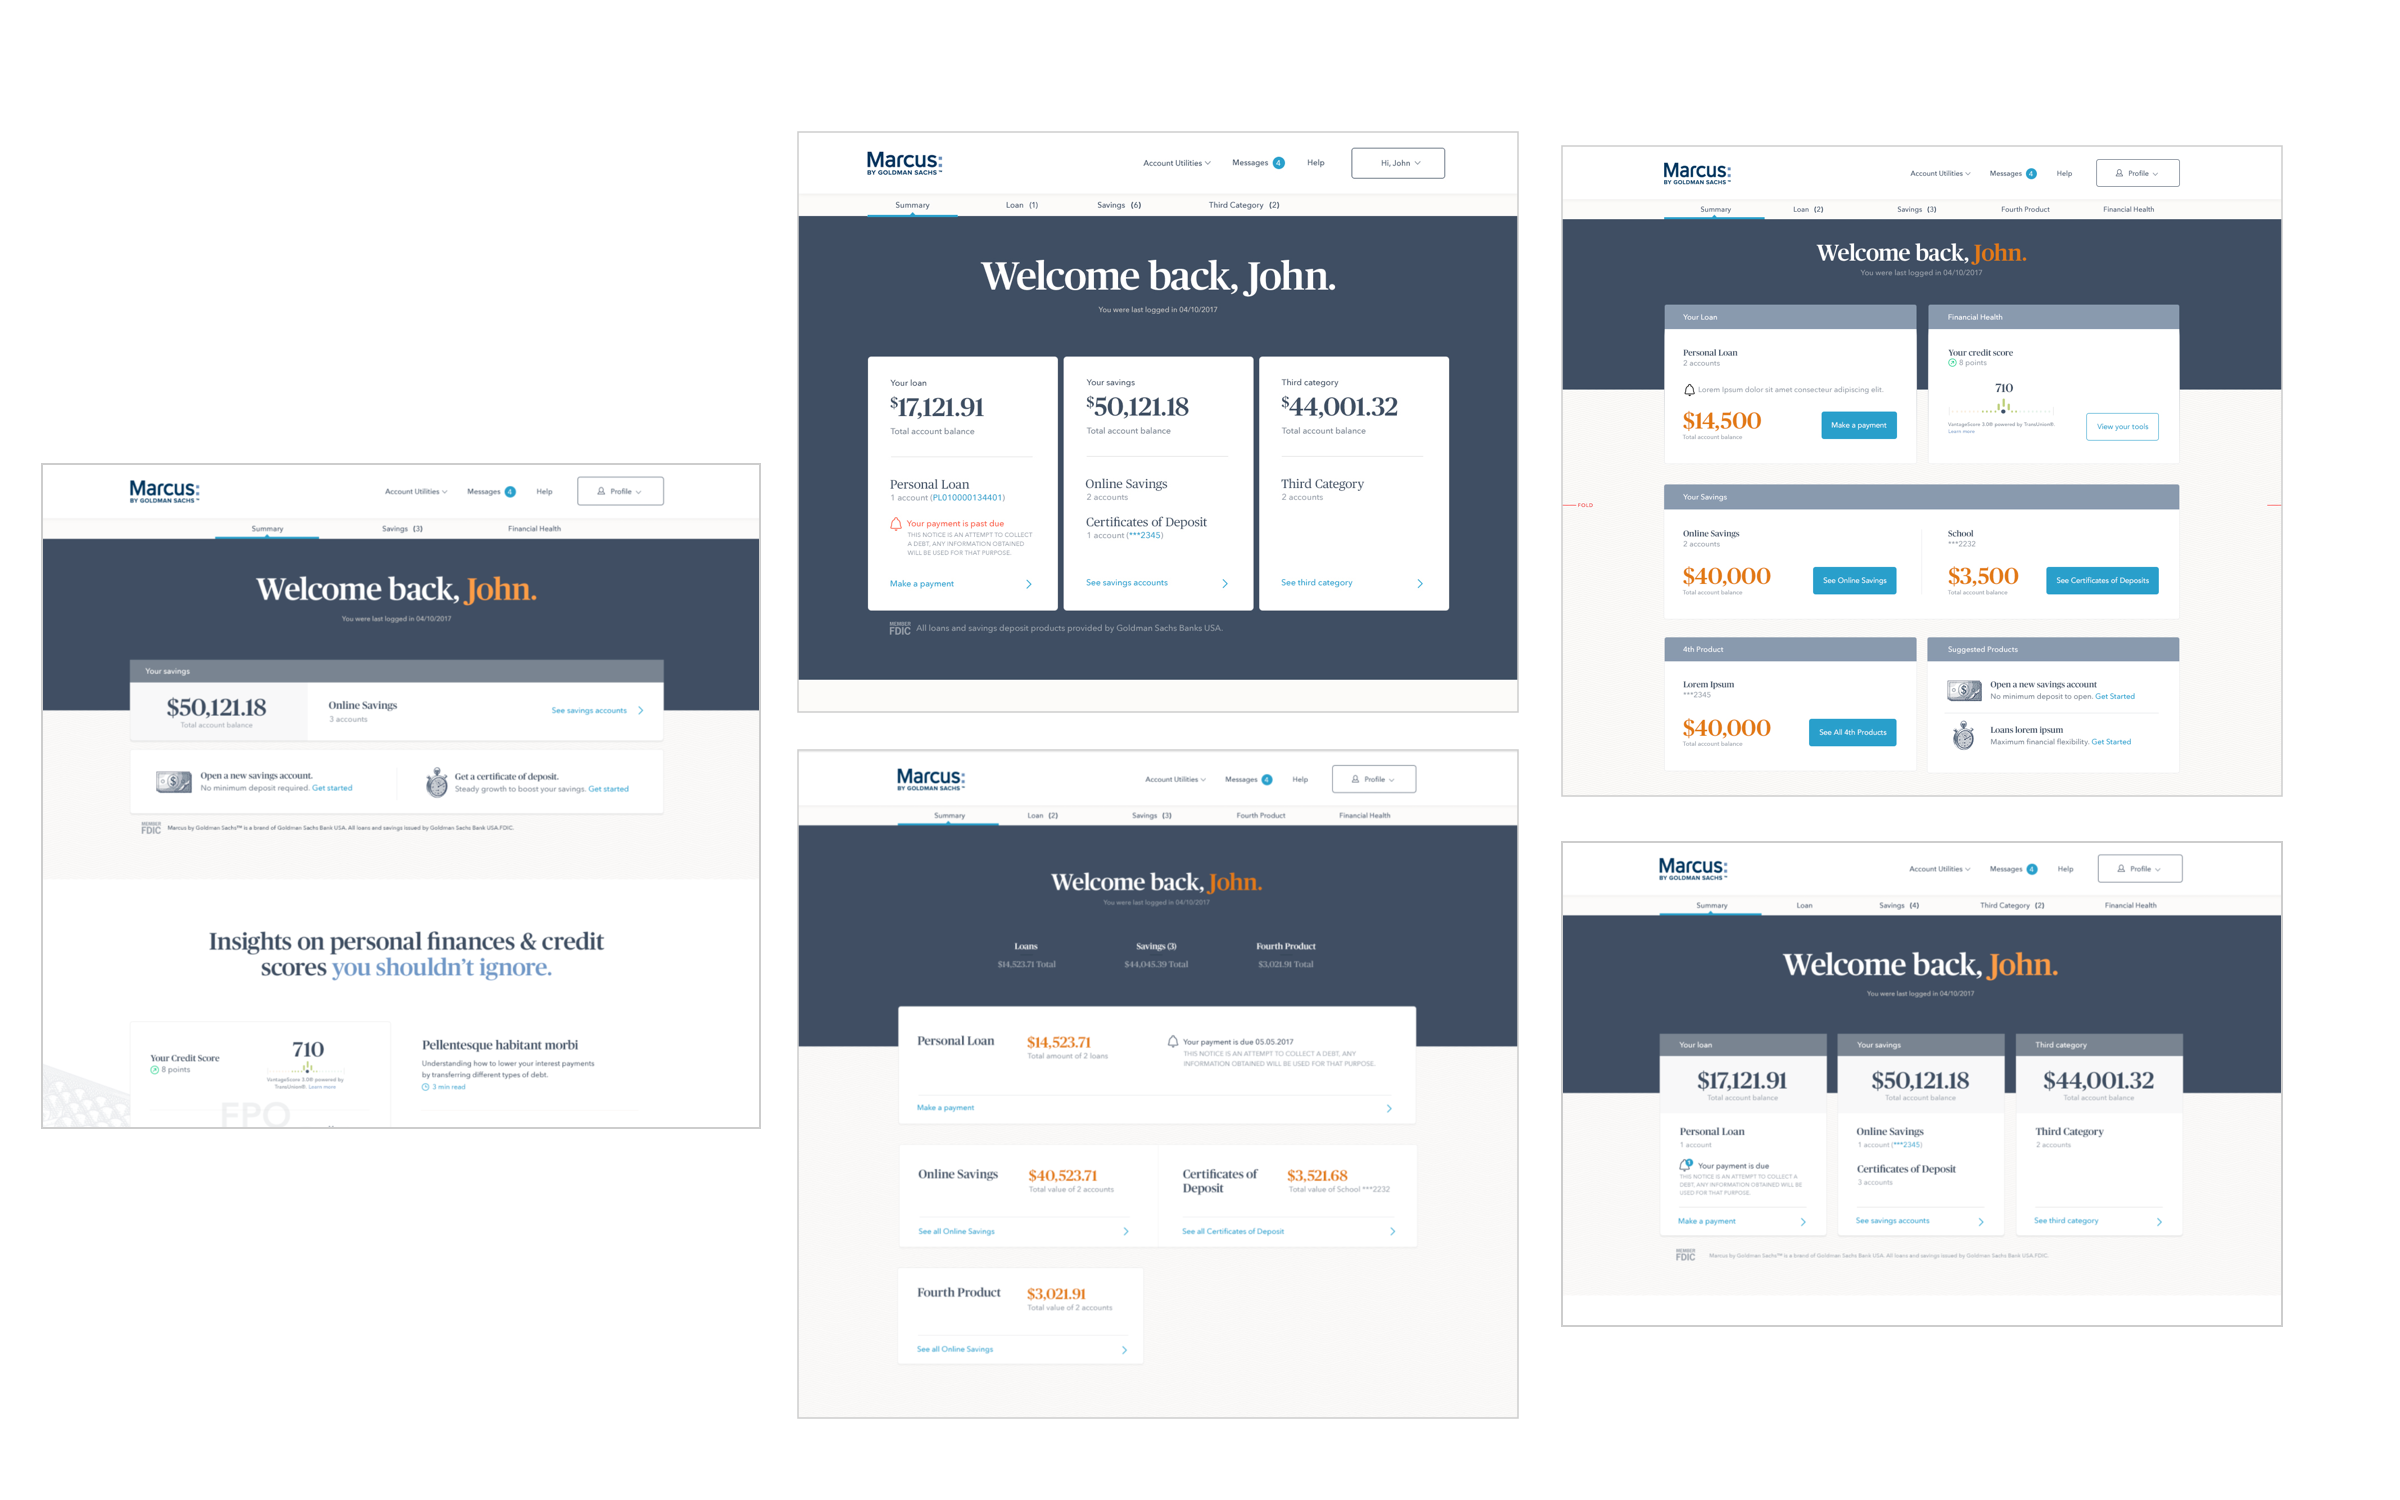 Marcus:
BY GOLDMAN SACHS™
Account Utilities
Messages 4
Help
Profile
Summary
Savings (3)
Financial Health
Welcome back, John.
You were last logged in 04/10/2017
Your savings
$50,121.18
Total account balance
Online Savings
3 accounts
See savings accounts
Open a new savings account.
No minimum deposit required. Get started
Get a certificate of deposit.
Steady growth to boost your savings. Get started
MEMBER
FDIC
Marcus by Goldman Sachs™ is a brand of Goldman Sachs Bank USA. All loans and savings issued by Goldman Sachs Bank USA FDIC.
Insights on personal finances & credit
scores you shouldn't ignore.
Your Credit Score
8 points
710
VantageScore 3.0® powered by
TransUnion®. Learn more
FPO
Pellentesque habitant morbi
Understanding how to lower your interest payments
by transferring different types of debt.
3 min read
Marcus:
BY GOLDMAN SACHS™
Account Utilities
Messages 4
Help
Hi, John
Summary
Loan (1)
Savings (6)
Third Category (2)
Welcome back, John.
You were last logged in 04/10/2017
Your loan
$17,121.91
Total account balance
Personal Loan
1 account (PL010000134401)
Your payment is past due
THIS NOTICE IS AN ATTEMPT TO COLLECT
A DEBT, ANY INFORMATION OBTAINED
WILL BE USED FOR THAT PURPOSE.
Make a payment
Your savings
$50,121.18
Total account balance
Online Savings
2 accounts
Certificates of Deposit
1 account (***2345)
See savings accounts
Third category
$44,001.32
Total account balance
Third Category
2 accounts
See third category
MEMBER
FDIC
All loans and savings deposit products provided by Goldman Sachs Banks USA.
Marcus:
BY GOLDMAN SACHS™
Account Utilities
Messages 4
Help
Profile
Summary
Loan (2)
Savings (3)
Fourth Product
Financial Health
Welcome back, John.
You were last logged in 04/10/2017
Loans
$14,523.71 Total
Savings (3)
$44,045.39 Total
Fourth Product
$3,021.91 Total
Personal Loan
$14,523.71
Total amount of 2 loans
Your payment is due 05.05.2017
THIS NOTICE IS AN ATTEMPT TO COLLECT A DEBT, ANY
INFORMATION OBTAINED WILL BE USED FOR THAT PURPOSE.
Make a payment
Online Savings
$40,523.71
Total value of 2 accounts
See all Online Savings
Certificates of
Deposit
$3,521.68
Total value of School ***2232
See all Certificates of Deposit
Fourth Product
$3,021.91
Total value of 2 accounts
See all Online Savings
Marcus:
BY GOLDMAN SACHS™
Account Utilities
Messages 4
Help
Profile
Summary
Loan (2)
Savings (3)
Fourth Product
Financial Health
Welcome back, John.
You were last logged in 04/10/2017
Your Loan
Personal Loan
2 accounts
Lorem Ipsum dolor sit amet consecteur adipiscing elit.
$14,500
Total account balance
Make a payment
Financial Health
Your credit score
8 points
710
VantageScore 3.0® powered by TransUnion®.
Learn more
View your tools
FOLD
Your Savings
Online Savings
2 accounts
$40,000
Total account balance
See Online Savings
School
***2232
$3,500
Total account balance
See Certificates of Deposits
4th Product
Lorem Ipsum
***2345
$40,000
Total account balance
See All 4th Products
Suggested Products
Open a new savings account
No minimum deposit to open. Get Started
Loans lorem ipsum
Maximum financial flexibility. Get Started
Marcus:
BY GOLDMAN SACHS™
Account Utilities
Messages 4
Help
Profile
Summary
Loan
Savings (4)
Third Category (2)
Financial Health
Welcome back, John.
You were last logged in 04/10/2017
Your loan
$17,121.91
Total account balance
Personal Loan
1 account
Your payment is due
THIS NOTICE IS AN ATTEMPT TO COLLECT A
DEBT, ANY INFORMATION OBTAINED WILL BE
USED FOR THAT PURPOSE.
Make a payment
Your savings
$50,121.18
Total account balance
Online Savings
1 account (***2345)
Certificates of Deposit
3 accounts
See savings accounts
Third category
$44,001.32
Total account balance
Third Category
2 accounts
See third category
MEMBER
FDIC
Marcus by Goldman Sachs™ is a brand of Goldman Sachs Bank USA. All loans and savings issued by Goldman Sachs Bank USA FDIC.